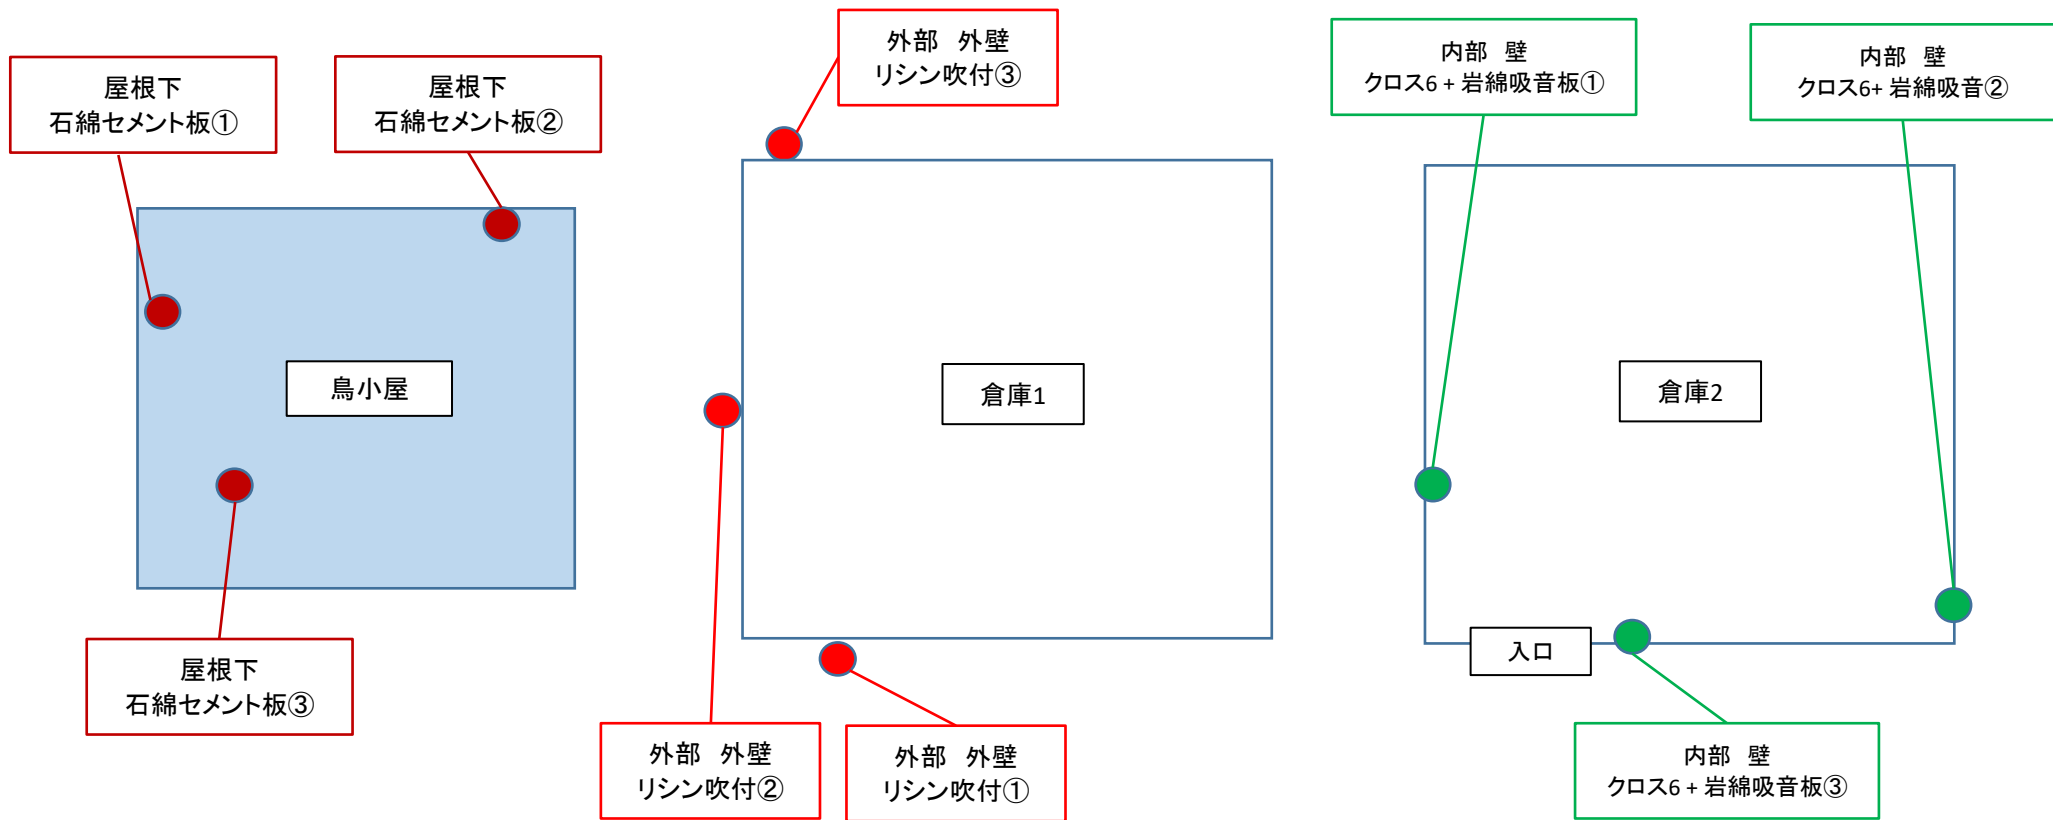 屋根下
石綿セメント板①
屋根下
石綿セメント板②
鳥小屋
屋根下
石綿セメント板③
外部　外壁
リシン吹付③
倉庫1
外部　外壁
リシン吹付②
外部　外壁
リシン吹付①
内部　壁
クロス6 + 岩綿吸音板①
内部　壁
クロス6+ 岩綿吸音②
倉庫2
入口
内部　壁
クロス6 + 岩綿吸音板③